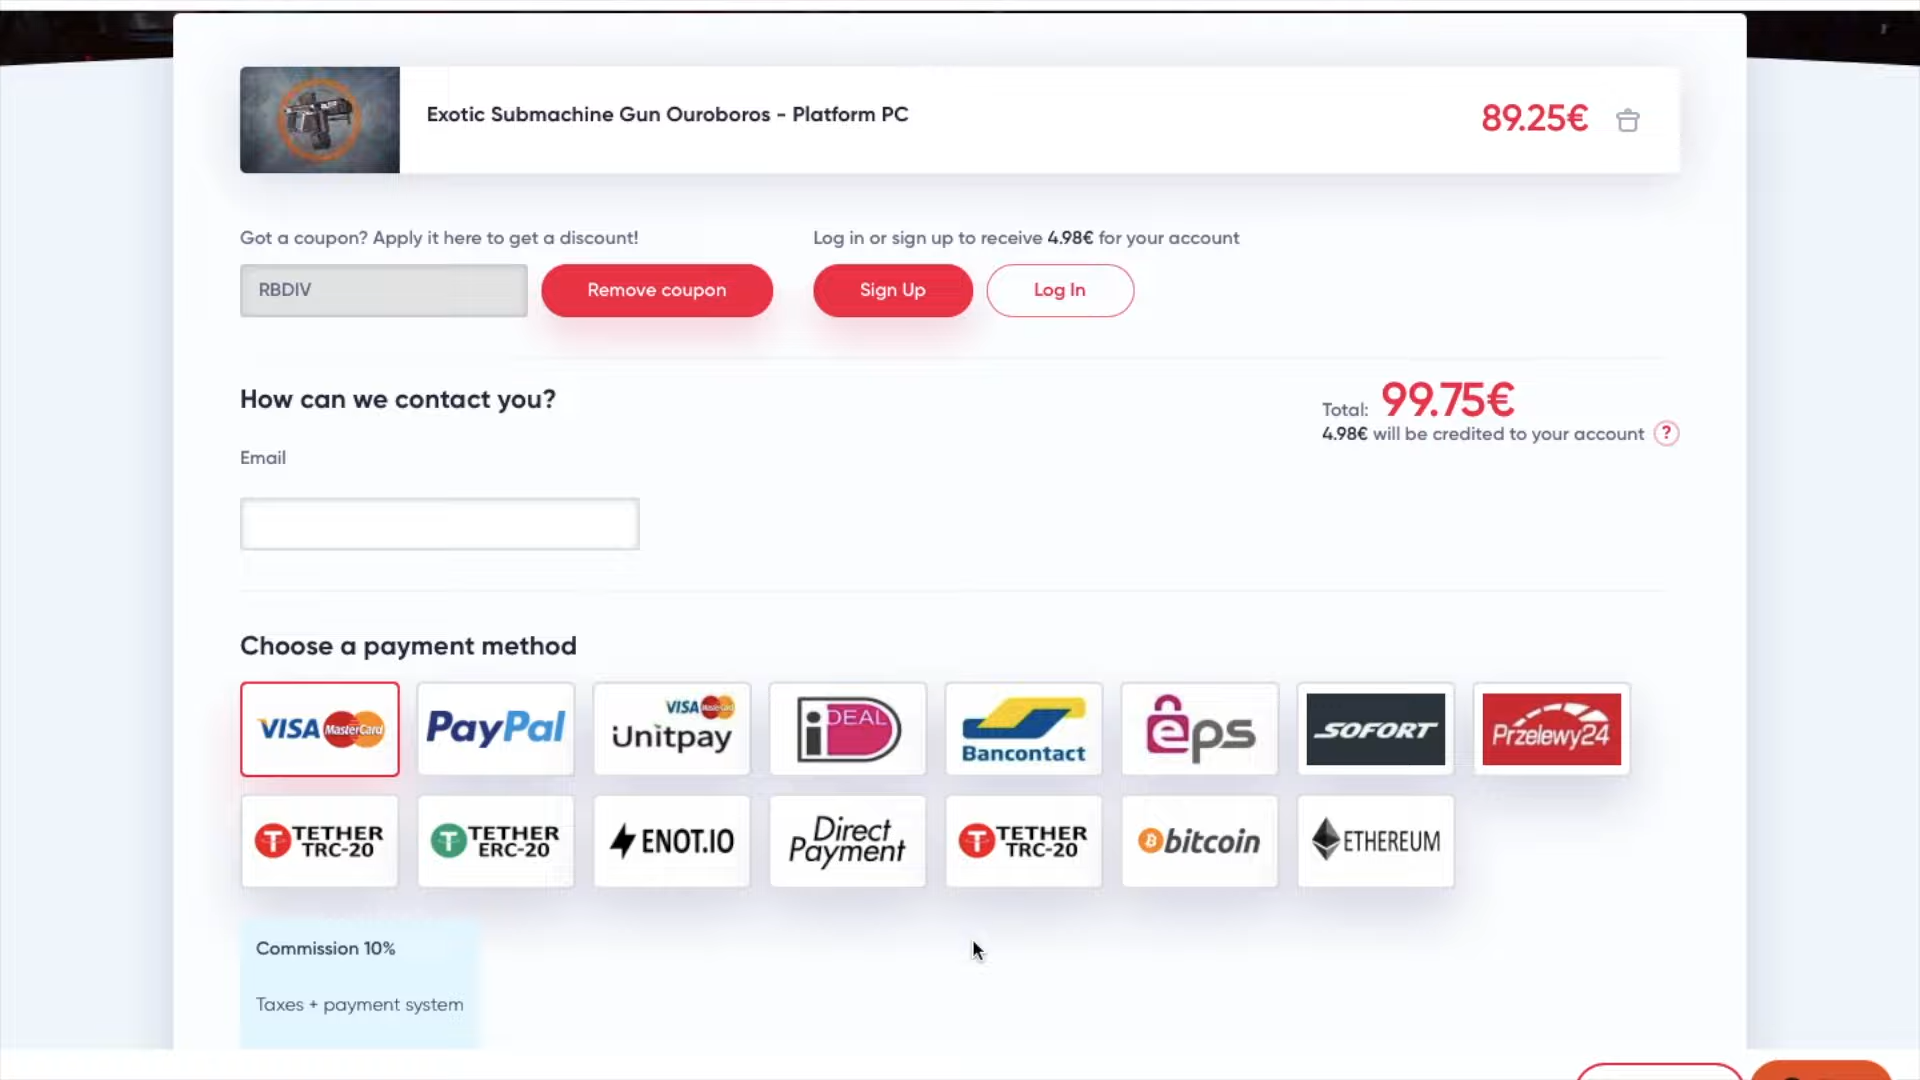 Exotic Submachine Gun Ouroboros - Platform PC
89.25€
Got a coupon? Apply it here to get a discount!
Log in or sign up to receive 4.98€ for your account
RBDIV
Remove coupon
Sign Up
Log In
How can we contact you?
Total: 99.75€
4.98€ will be credited to your account ?
Email
Choose a payment method
VISA MasterCard
PayPal
VISA MasterCard
Unitpay
iDEAL
Bancontact
eps
SOFORT
Przelewy24
TETHER
TRC-20
TETHER
ERC-20
ENOT.IO
Direct
Payment
TETHER
TRC-20
bitcoin
ETHEREUM
Commission 10%
Taxes + payment system